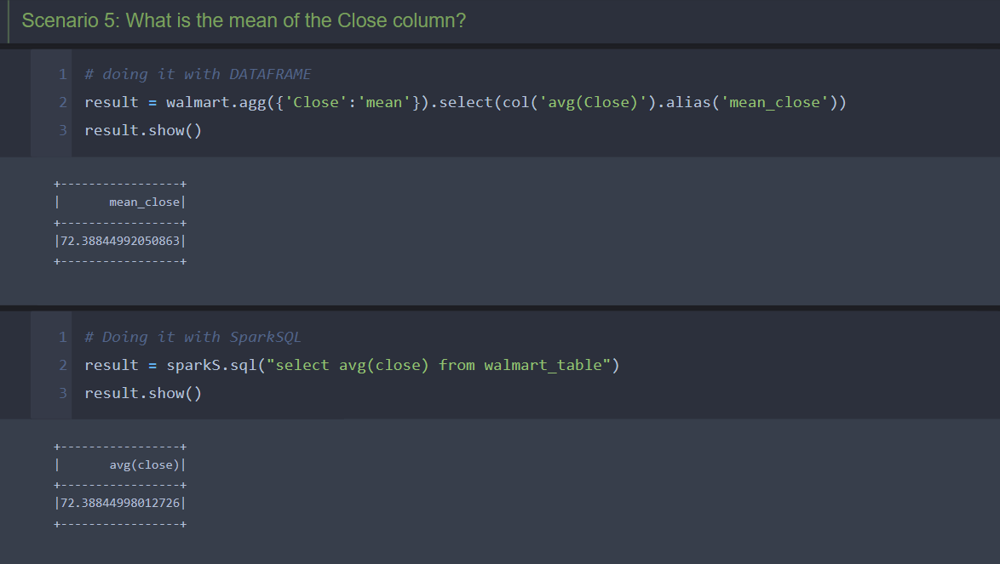 Scenario 5: What is the mean of the Close column?
1 # doing it with DATAFRAME
2 result = walmart.agg({'Close':'mean'}).select(col('avg(Close)').alias('mean_close'))
3 result.show()
+-----------------+
|       mean_close|
+-----------------+
|72.38844992050863|
+-----------------+
1 # Doing it with SparkSQL
2 result = sparkS.sql("select avg(close) from walmart_table")
3 result.show()
+-----------------+
|       avg(close)|
+-----------------+
|72.38844998012726|
+-----------------+